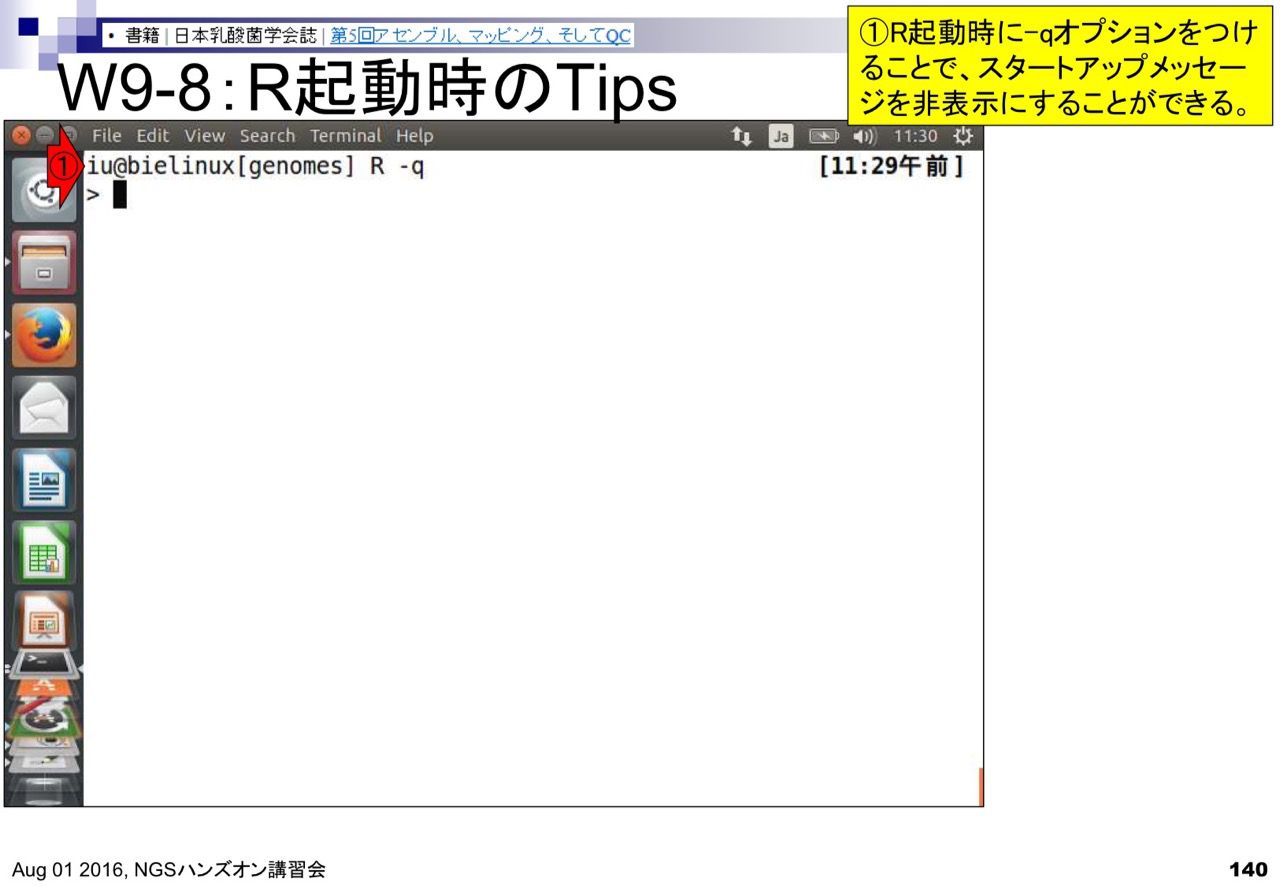 ・ 書籍 | 日本乳酸菌学会誌 | 第5回アセンブル、マッピング、そしてQC
W9-8：R起動時のTips
①R起動時に-qオプションをつけ
ることで、スタートアップメッセー
ジを非表示にすることができる。
File Edit View Search Terminal Help
Ja
11:30
①
iu@bielinux[genomes] R -q
[11:29午前]
>
Aug 01 2016, NGSハンズオン講習会
140